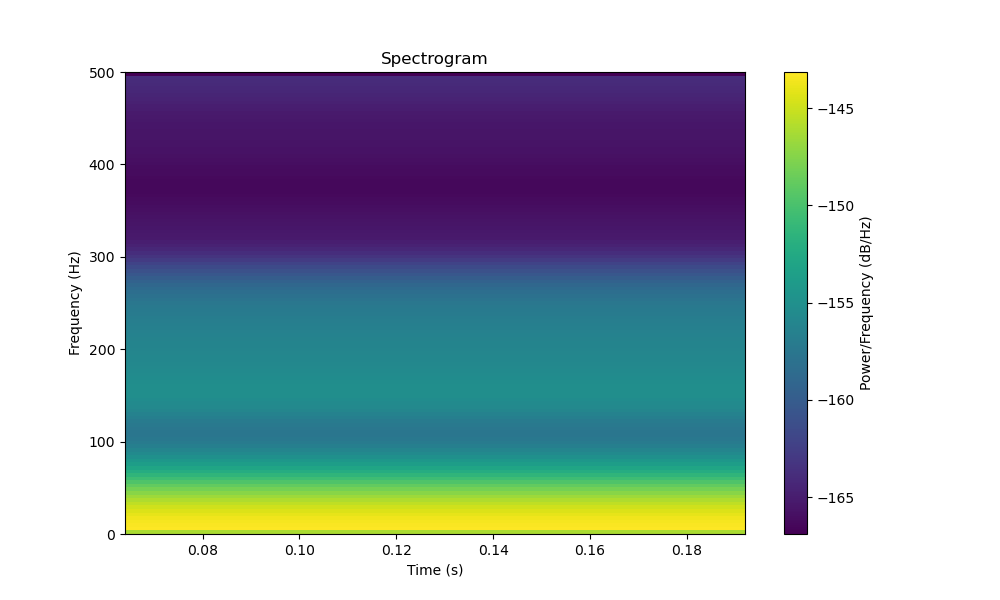 Spectrogram
500
400
300
200
100
0
Frequency (Hz)
0.08 0.10 0.12 0.14 0.16 0.18
Time (s)
−145
−150
−155
−160
−165
Power/Frequency (dB/Hz)